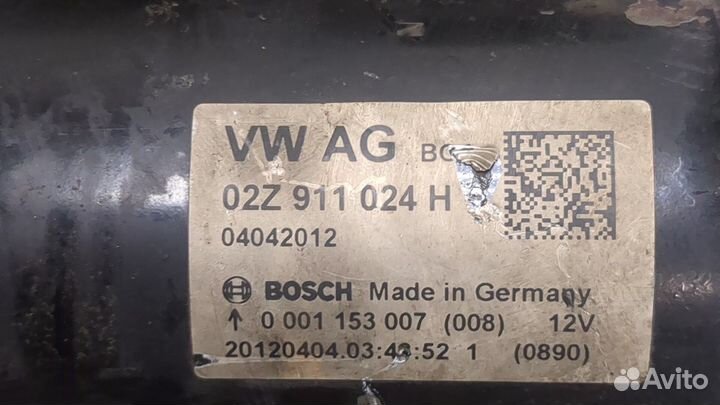 VW AG
02Z 911 024 H
04042012
BOSCH Made in Germany
↑ 0 001 153 007 (008) 12V
20120404.03:43:52 1 (0890)
Avito